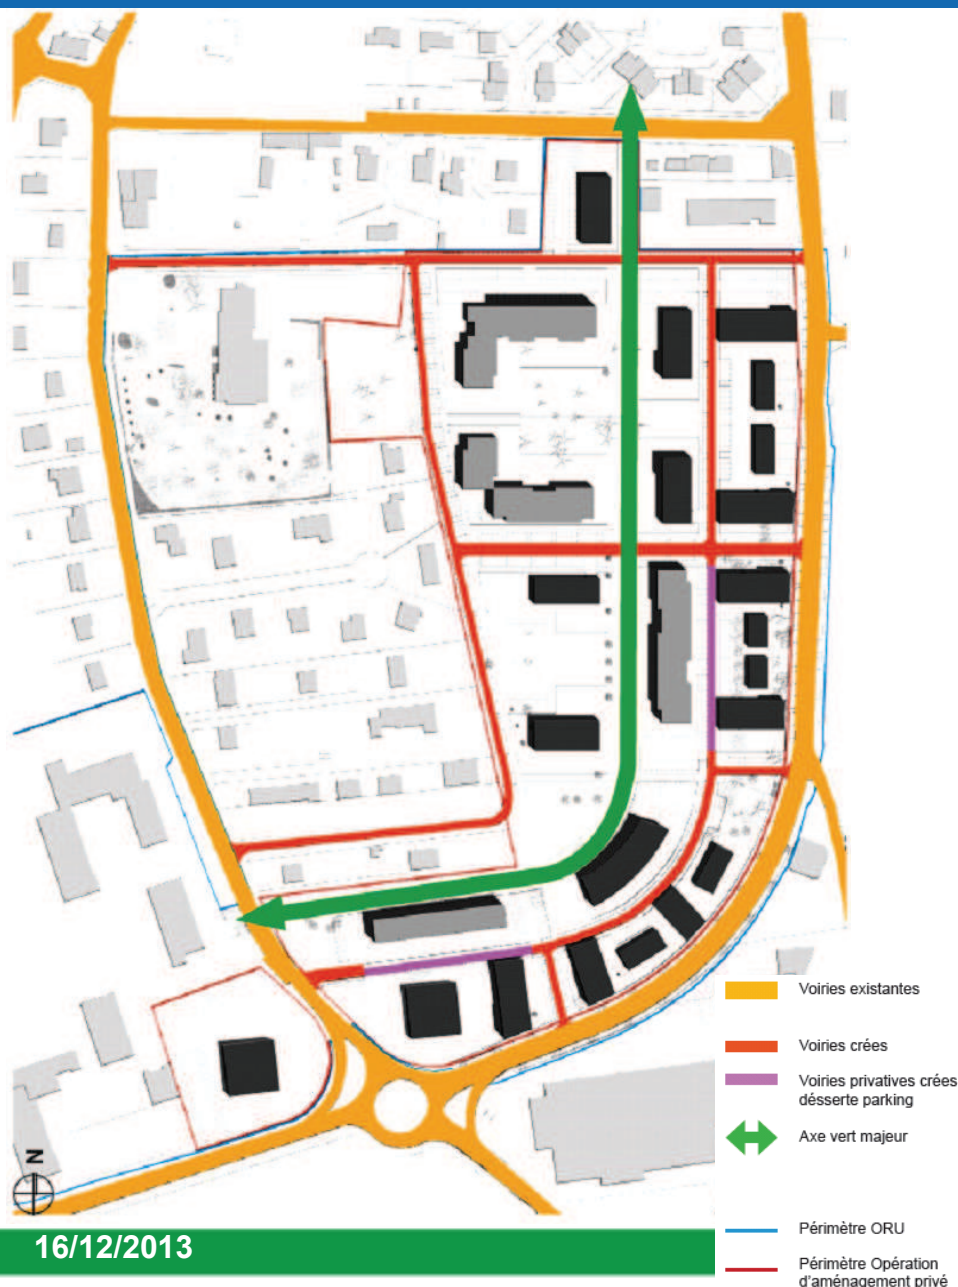 Voiries existantes
Voiries crées
Voiries privatives crées
désserte parking
Axe vert majeur
N
16/12/2013
Périmètre ORU
Périmètre Opération
d'aménagement privé